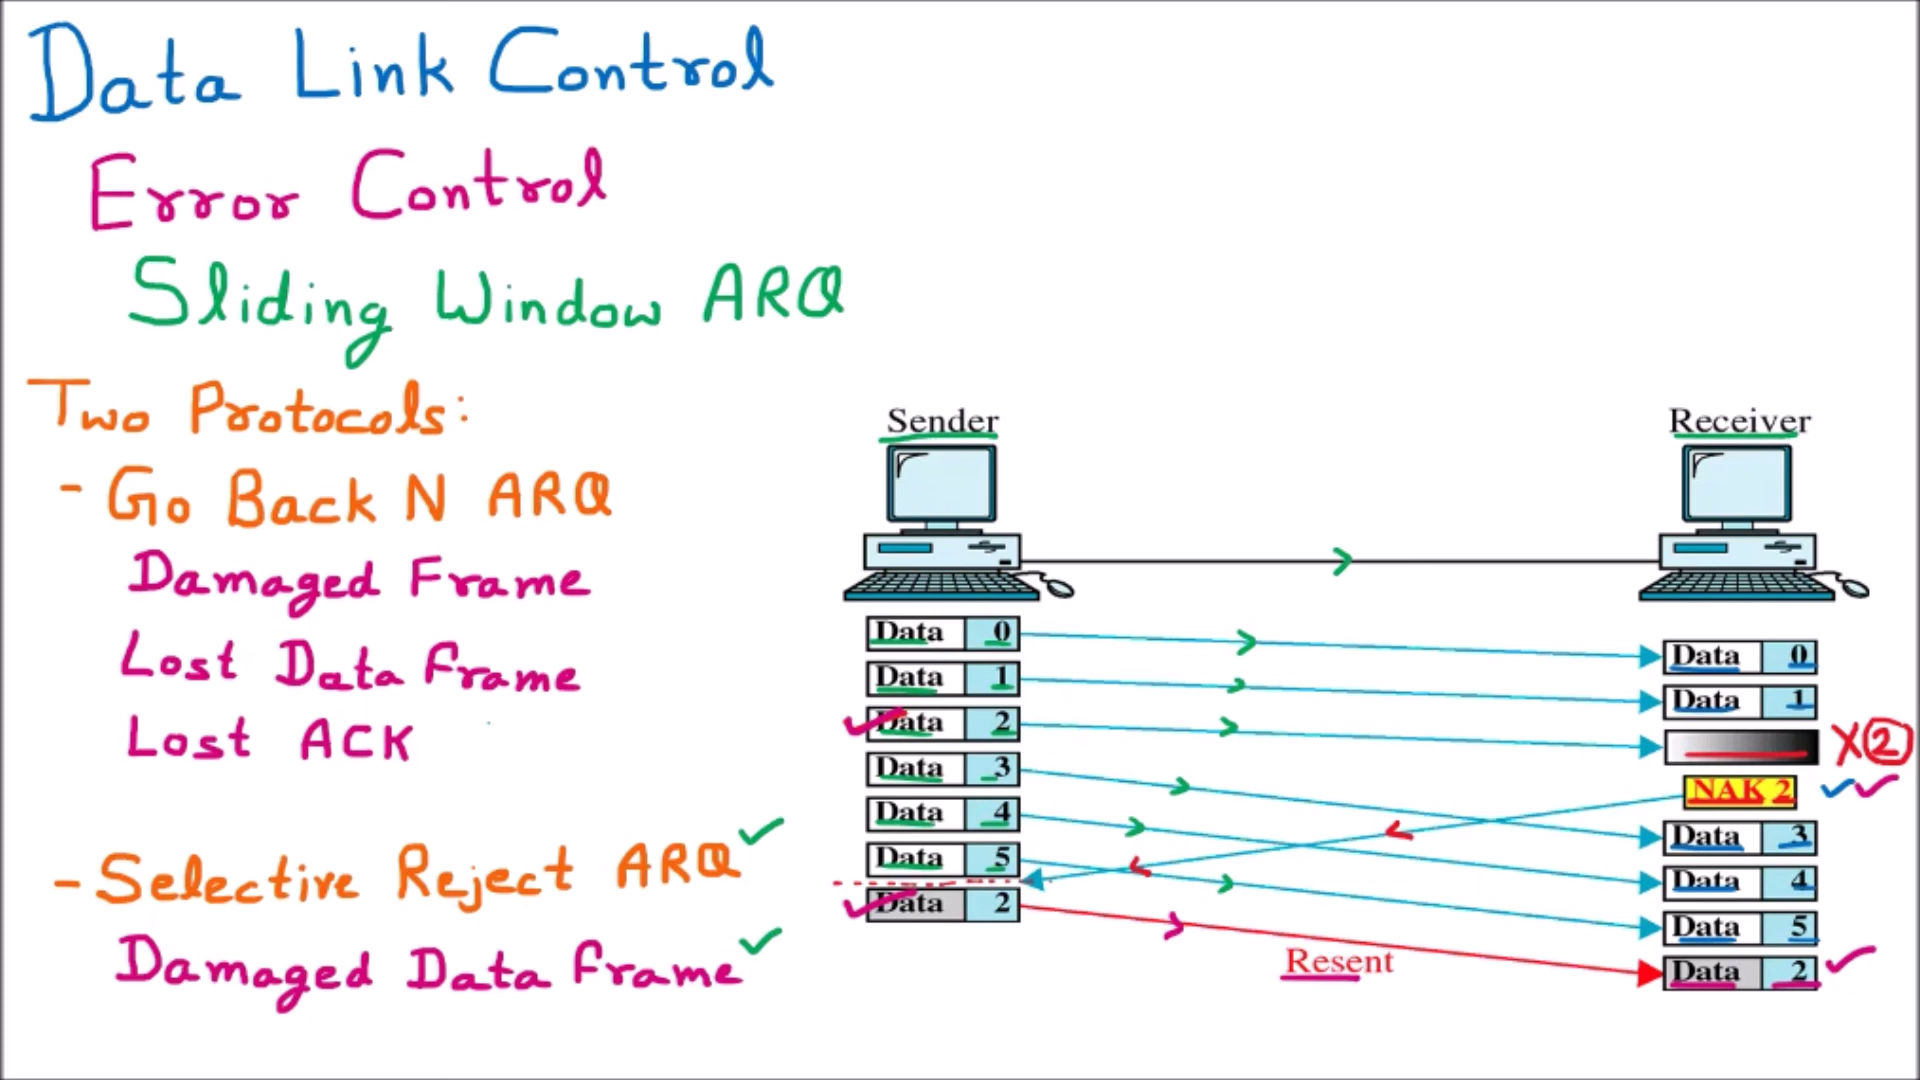 Data Link Control
Error Control
Sliding Window ARQ
Two Protocols:
- Go Back N ARQ
Damaged Frame
Lost Data Frame
Lost ACK
- Selective Reject ARQ ✓
Damaged Data Frame ✓
Sender
Receiver
Data 0
Data 1
Data 2
Data 3
Data 4
Data 5
Data 2
Data 0
Data 1
X 2
NAK 2
Data 3
Data 4
Data 5
Data 2
Resent